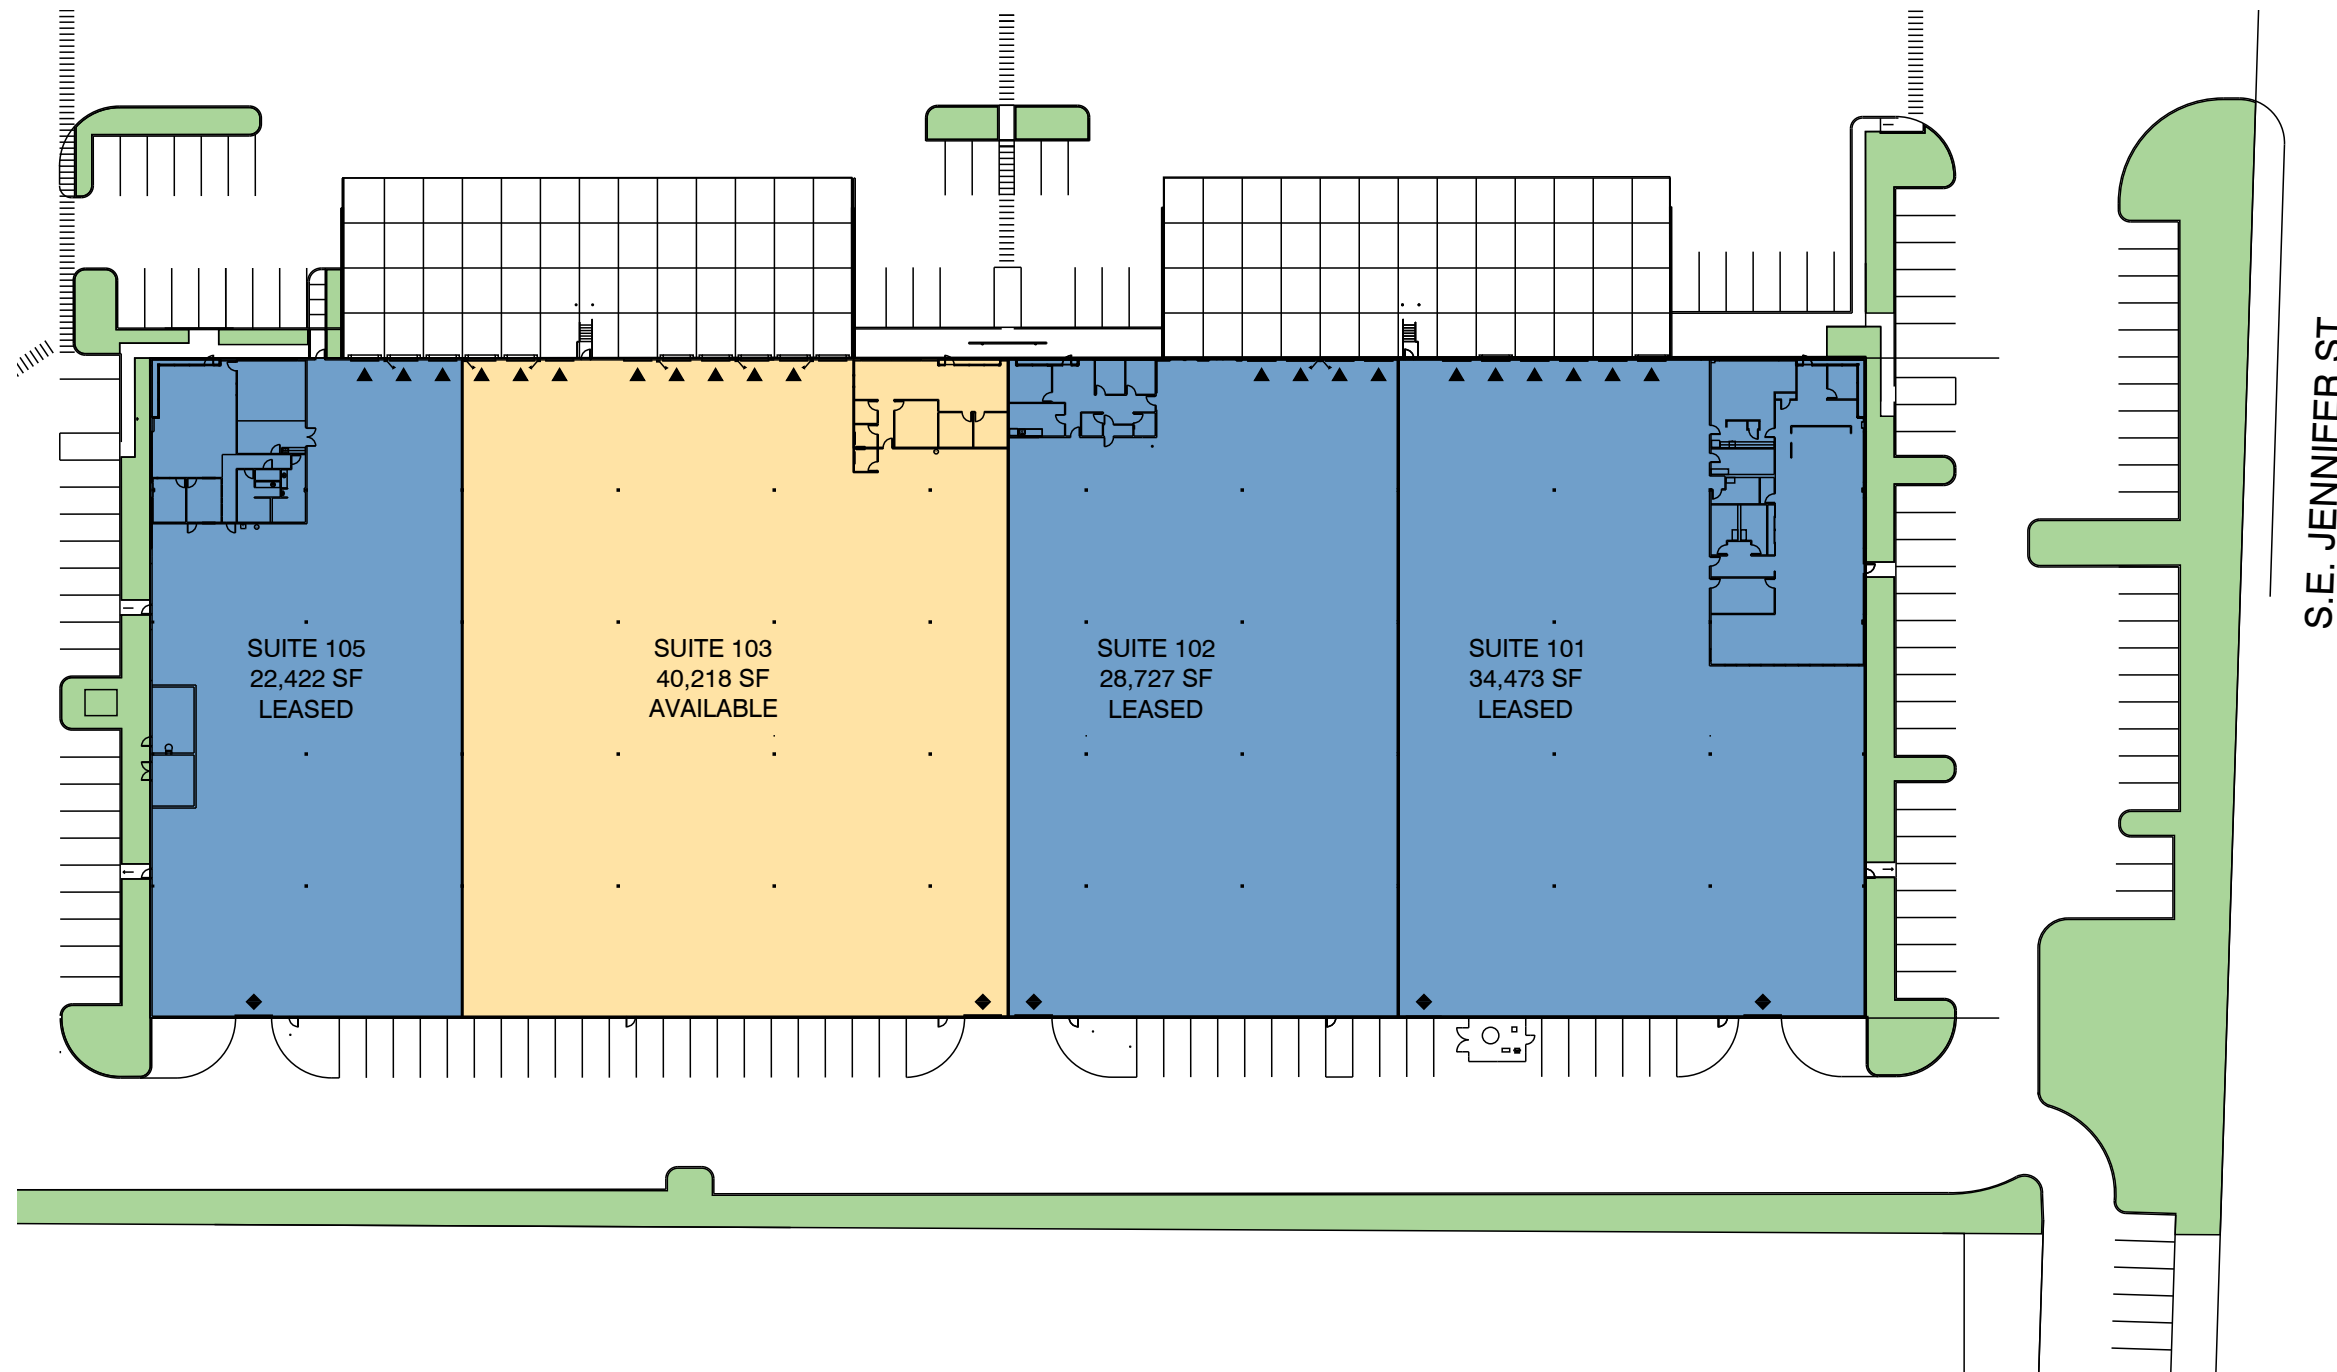 SUITE 105
22,422 SF
LEASED
SUITE 103
40,218 SF
AVAILABLE
SUITE 102
28,727 SF
LEASED
SUITE 101
34,473 SF
LEASED
S.E. JENNIFER ST